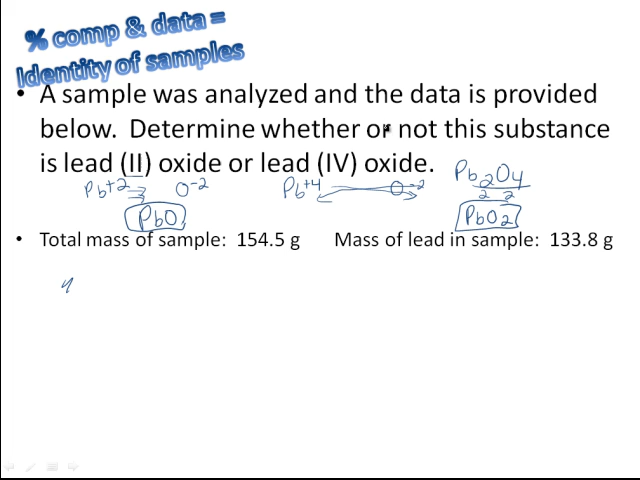 % comp & data =
Identity of samples
• A sample was analyzed and the data is provided
below. Determine whether or not this substance
is lead (II) oxide or lead (IV) oxide.
Pb+2 O-2 Pb+4 O-2 Pb2O4
2 2
PbO PbO2
• Total mass of sample: 154.5 g Mass of lead in sample: 133.8 g